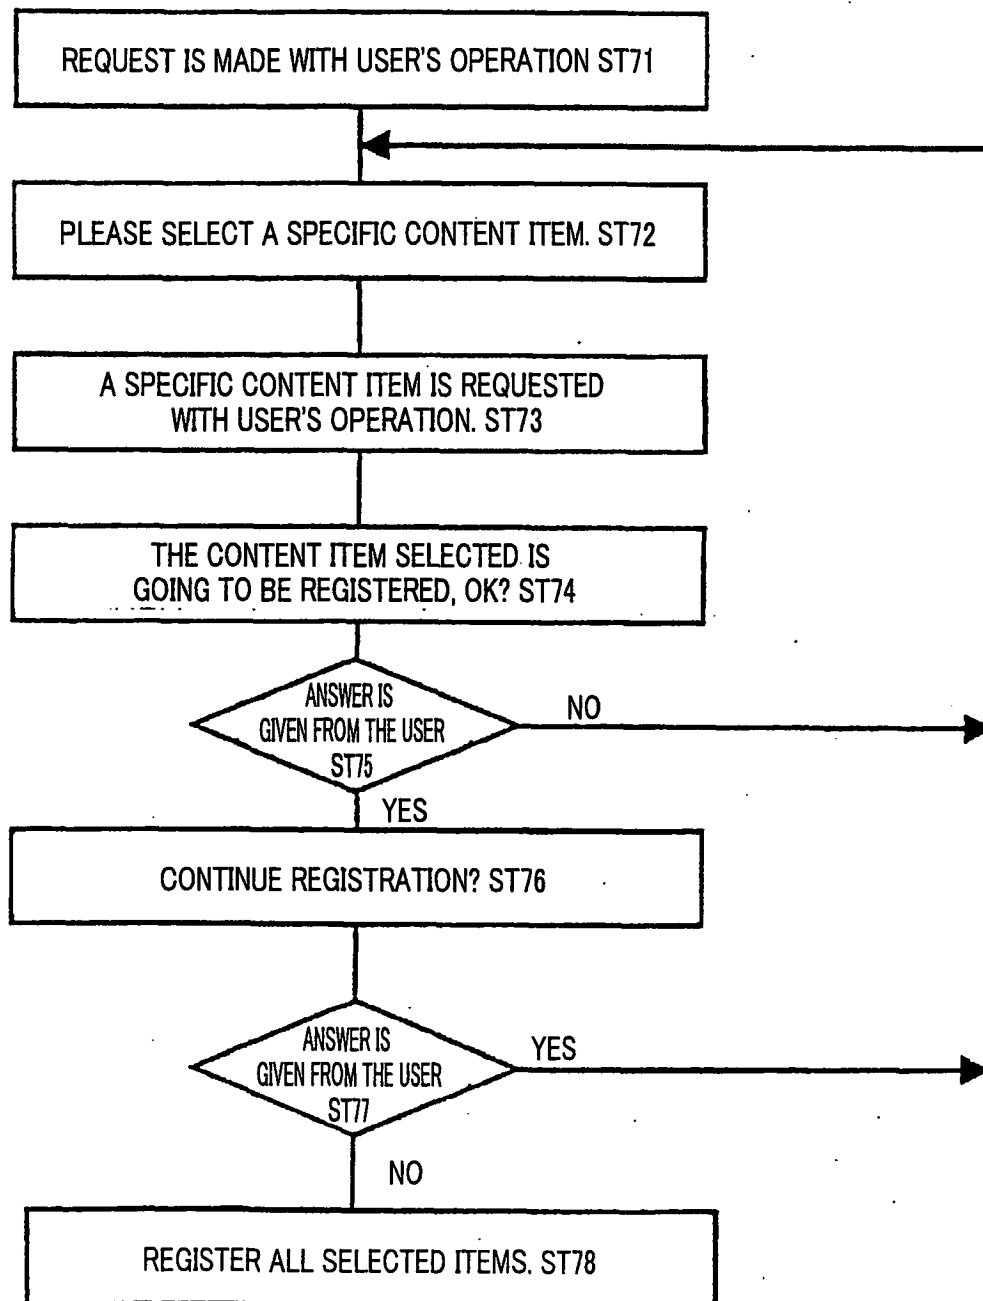 REQUEST IS MADE WITH USER'S OPERATION ST71
PLEASE SELECT A SPECIFIC CONTENT ITEM. ST72
A SPECIFIC CONTENT ITEM IS REQUESTED
WITH USER'S OPERATION. ST73
THE CONTENT ITEM SELECTED IS
GOING TO BE REGISTERED, OK? ST74
ANSWER IS
GIVEN FROM THE USER
ST75
NO
YES
CONTINUE REGISTRATION? ST76
ANSWER IS
GIVEN FROM THE USER
ST77
YES
NO
REGISTER ALL SELECTED ITEMS. ST78